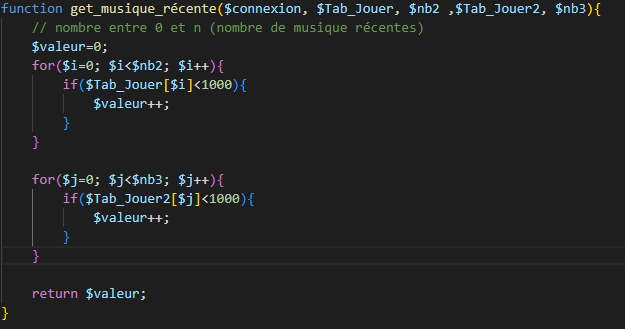 function get_musique_récente($connexion, $Tab_Jouer, $nb2 ,$Tab_Jouer2, $nb3){
// nombre entre 0 et n (nombre de musique récentes)
$valeur=0;
for($i=0; $i<$nb2; $i++){
if($Tab_Jouer[$i]<1000){
$valeur++;
}
}
for($j=0; $j<$nb3; $j++){
if($Tab_Jouer2[$j]<1000){
$valeur++;
}
}
return $valeur;
}